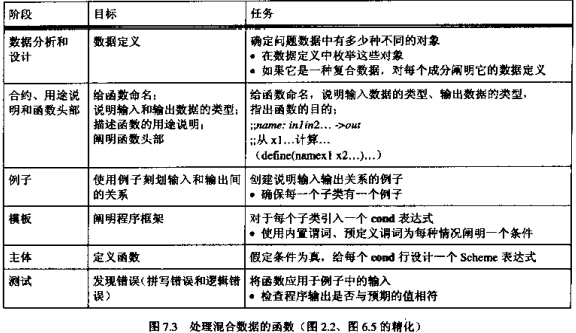 阶段 目标 任务
数据分析和 数据定义 确定问题数据中有多少种不同的对象
设计 • 在数据定义中枚举这些对象
• 如果它是一种复合数据，对每个成分阐明它的数据定义
合约、用途说 给函数命名； 给函数命名，说明输入数据的类型、输出数据的类型，
明和函数头部 说明输入和输出数据的类型； 指出函数的目的；
描述函数的用途说明； ;;name: in1in2… ->out
阐明函数头部 ;;从 x1…计算…
（define(namex1 x2…)…）
例子 使用例子刻划输入和输出间 创建说明输入输出关系的例子
的关系 • 确保每一个子类有一个例子
模板 阐明程序框架 对于每个子类引入一个 cond 表达式
• 使用内置谓词、预定义谓词为每种情况阐明一个条件
主体 定义函数 假定条件为真，给每个 cond 行设计一个 Scheme 表达式
测试 发现错误（拼写错误和逻辑错 将函数应用于例子中的输入
误） • 检查程序输出是否与预期的值相符
图 7.3 处理混合数据的函数（图 2.2、图 6.5 的精化）